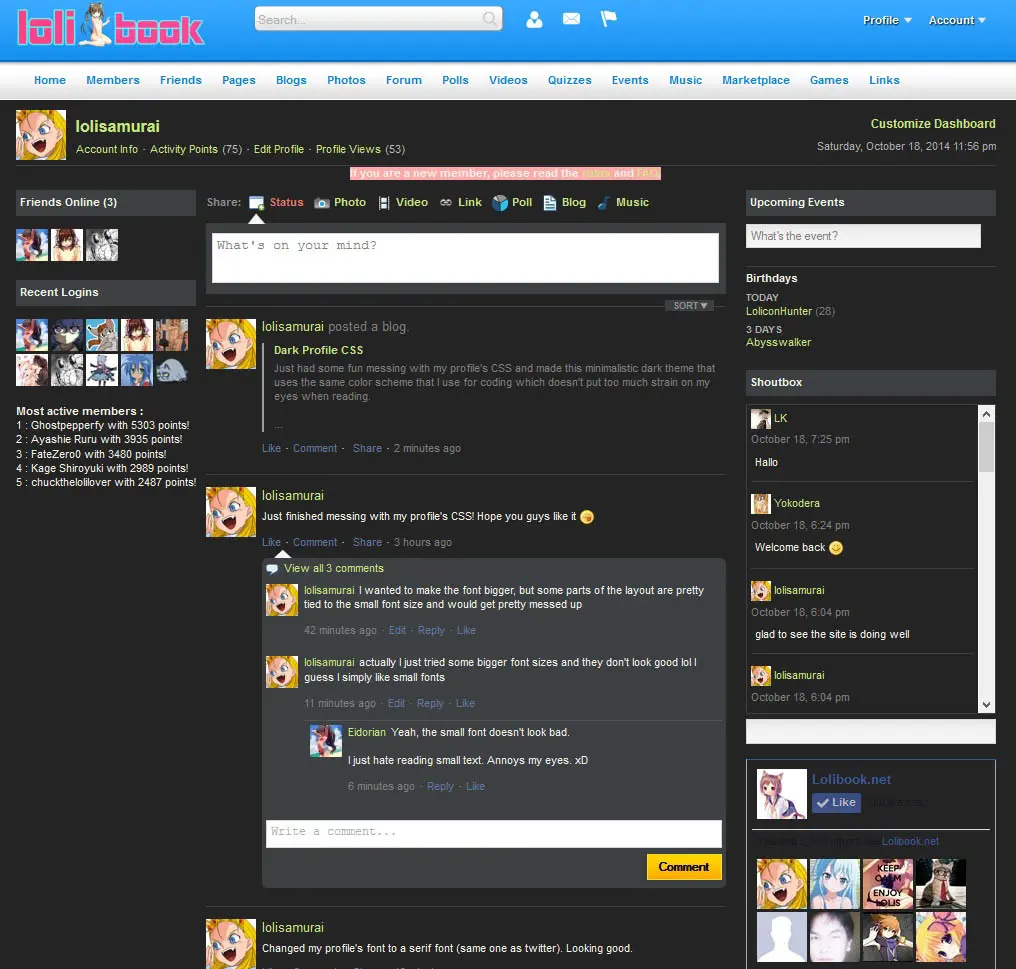 loli book
Search...
Profile
Account
Home Members Friends Pages Blogs Photos Forum Polls Videos Quizzes Events Music Marketplace Games Links
lolisamurai
Account Info · Activity Points (75) · Edit Profile · Profile Views (53)
Customize Dashboard
Saturday, October 18, 2014 11:56 pm
If you are a new member, please read the rules and FAQ.
Friends Online (3)
Recent Logins
Most active members :
1 : Ghostpepperfy with 5303 points!
2 : Ayashie Ruru with 3935 points!
3 : FateZero0 with 3480 points!
4 : Kage Shiroyuki with 2989 points!
5 : chuckthelolilover with 2487 points!
Share: Status Photo Video Link Poll Blog Music
What's on your mind?
SORT
lolisamurai posted a blog.
Dark Profile CSS
Just had some fun messing with my profile's CSS and made this minimalistic dark theme that
uses the same color scheme that I use for coding which doesn't put too much strain on my
eyes when reading.
...
Like · Comment · Share · 2 minutes ago
lolisamurai
Just finished messing with my profile's CSS! Hope you guys like it
Like · Comment · Share · 3 hours ago
View all 3 comments
lolisamurai I wanted to make the font bigger, but some parts of the layout are pretty
tied to the small font size and would get pretty messed up
42 minutes ago · Edit · Reply · Like
lolisamurai actually I just tried some bigger font sizes and they don't look good lol I
guess I simply like small fonts
11 minutes ago · Edit · Reply · Like
Eidorian Yeah, the small font doesn't look bad.
I just hate reading small text. Annoys my eyes. xD
6 minutes ago · Reply · Like
Write a comment...
Comment
lolisamurai
Changed my profile's font to a serif font (same one as twitter). Looking good.
Upcoming Events
What's the event?
Birthdays
TODAY
LoliconHunter (28)
3 DAYS
Abysswalker
Shoutbox
LK
October 18, 7:25 pm
Hallo
Yokodera
October 18, 6:24 pm
Welcome back
lolisamurai
October 18, 6:04 pm
glad to see the site is doing well
lolisamurai
October 18, 6:04 pm
Lolibook.net
Like
Lolibook.net
KEEP
CALM
ENJOY
LOLIS